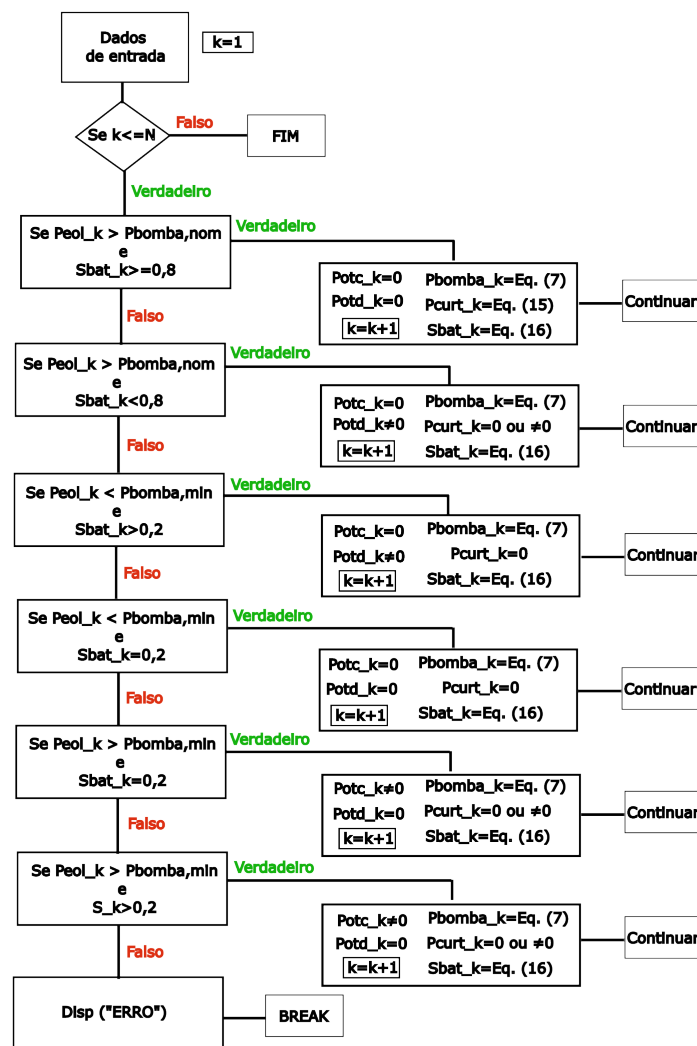 Dados
de entrada
k=1
Se k<=N
Falso
FIM
Verdadeiro
Se Peol_k > Pbomba,nom
e
Sbat_k>=0,8
Verdadeiro
Potc_k=0 Pbomba_k=Eq. (7)
Potd_k=0 Pcurt_k=Eq. (15)
k=k+1 Sbat_k=Eq. (16)
Continuar
Falso
Se Peol_k > Pbomba,nom
e
Sbat_k<0,8
Verdadeiro
Potc_k=0 Pbomba_k=Eq. (7)
Potd_k≠0 Pcurt_k=0 ou ≠0
k=k+1 Sbat_k=Eq. (16)
Continuar
Falso
Se Peol_k < Pbomba,min
e
Sbat_k>0,2
Verdadeiro
Potc_k=0 Pbomba_k=Eq. (7)
Potd_k≠0 Pcurt_k=0
k=k+1 Sbat_k=Eq. (16)
Continuar
Falso
Se Peol_k < Pbomba,min
e
Sbat_k=0,2
Verdadeiro
Potc_k=0 Pbomba_k=Eq. (7)
Potd_k=0 Pcurt_k=0
k=k+1 Sbat_k=Eq. (16)
Continuar
Falso
Se Peol_k > Pbomba,min
e
Sbat_k=0,2
Verdadeiro
Potc_k≠0 Pbomba_k=Eq. (7)
Potd_k=0 Pcurt_k=0 ou ≠0
k=k+1 Sbat_k=Eq. (16)
Continuar
Falso
Se Peol_k > Pbomba,min
e
S_k>0,2
Verdadeiro
Potc_k≠0 Pbomba_k=Eq. (7)
Potd_k=0 Pcurt_k=0 ou ≠0
k=k+1 Sbat_k=Eq. (16)
Continuar
Falso
Disp ("ERRO")
BREAK